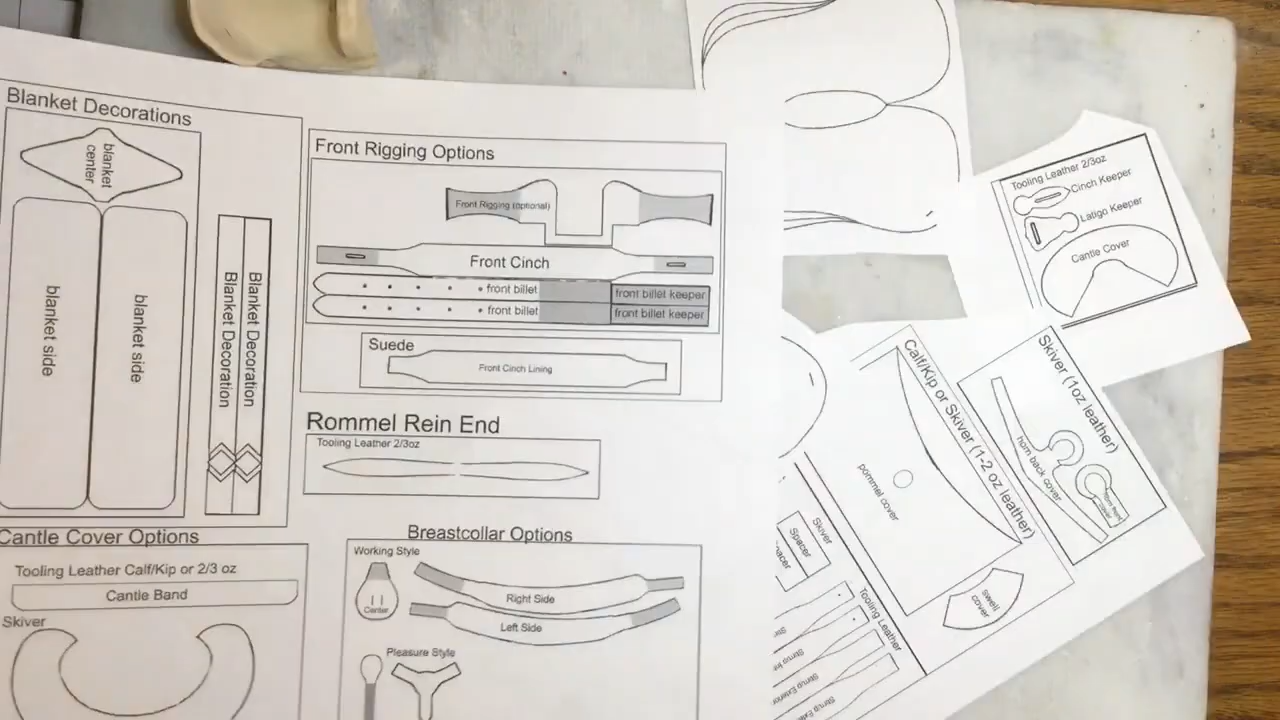 Blanket Decorations
blanket
center
blanket side
blanket side
Blanket Decoration
Blanket Decoration
Front Rigging Options
Front Rigging (optional)
Front Cinch
front billet
front billet keeper
front billet
front billet keeper
Suede
Front Cinch Lining
Rommel Rein End
Tooling Leather 2/3oz
Cantle Cover Options
Tooling Leather Calf/Kip or 2/3 oz
Cantle Band
Skiver
Breastcollar Options
Working Style
Center
Right Side
Left Side
Pleasure Style
Tooling Leather 2/3oz
Cinch Keeper
Latigo Keeper
Cantle Cover
Calf/Kip or Skiver (1-2 oz leather)
pommel cover
swell
cover
Skiver (1oz leather)
horn back cover
Skiver
Spacer
Tooling Leather